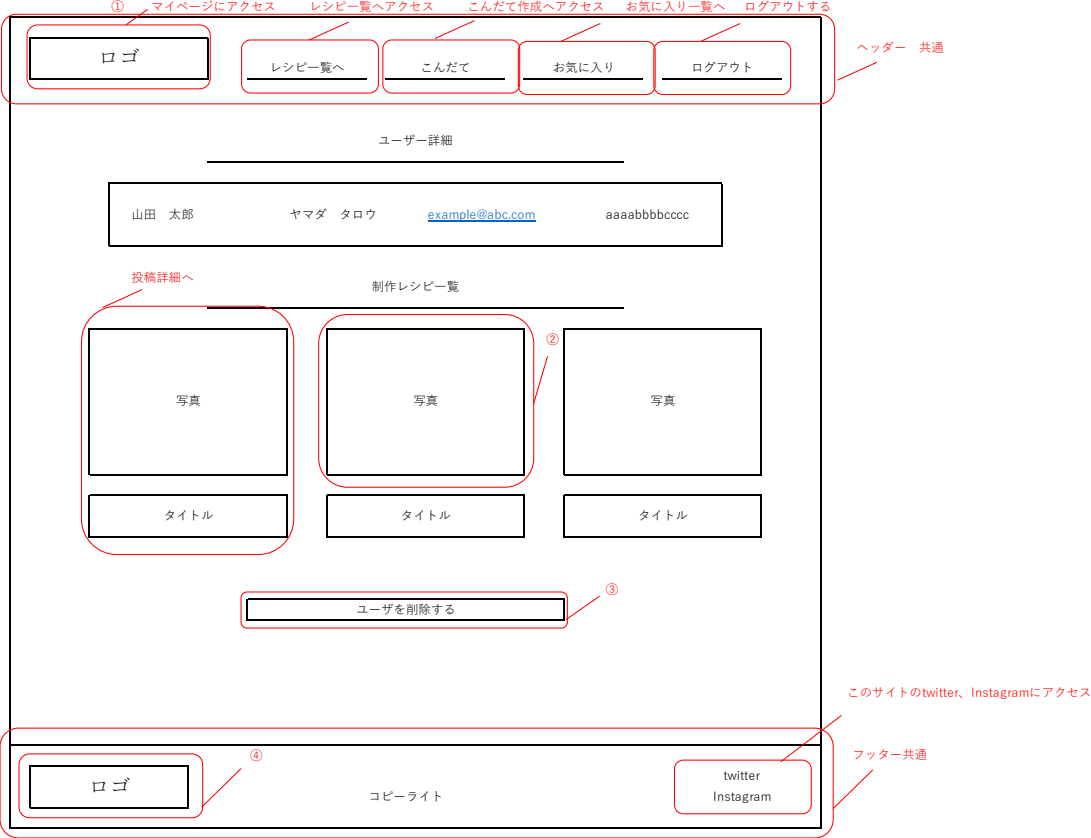 ① マイページにアクセス レシピ一覧へアクセス こんだて作成へアクセス お気に入り一覧へ ログアウトする
ヘッダー　共通
ロゴ
レシピ一覧へ こんだて お気に入り ログアウト
ユーザー詳細
山田　太郎 ヤマダ　タロウ example@abc.com aaaabbbbcccc
投稿詳細へ
制作レシピ一覧
②
写真 写真 写真
タイトル タイトル タイトル
③
ユーザを削除する
このサイトのtwitter、Instagramにアクセス
④
フッター共通
ロゴ
twitter
コピーライト
Instagram